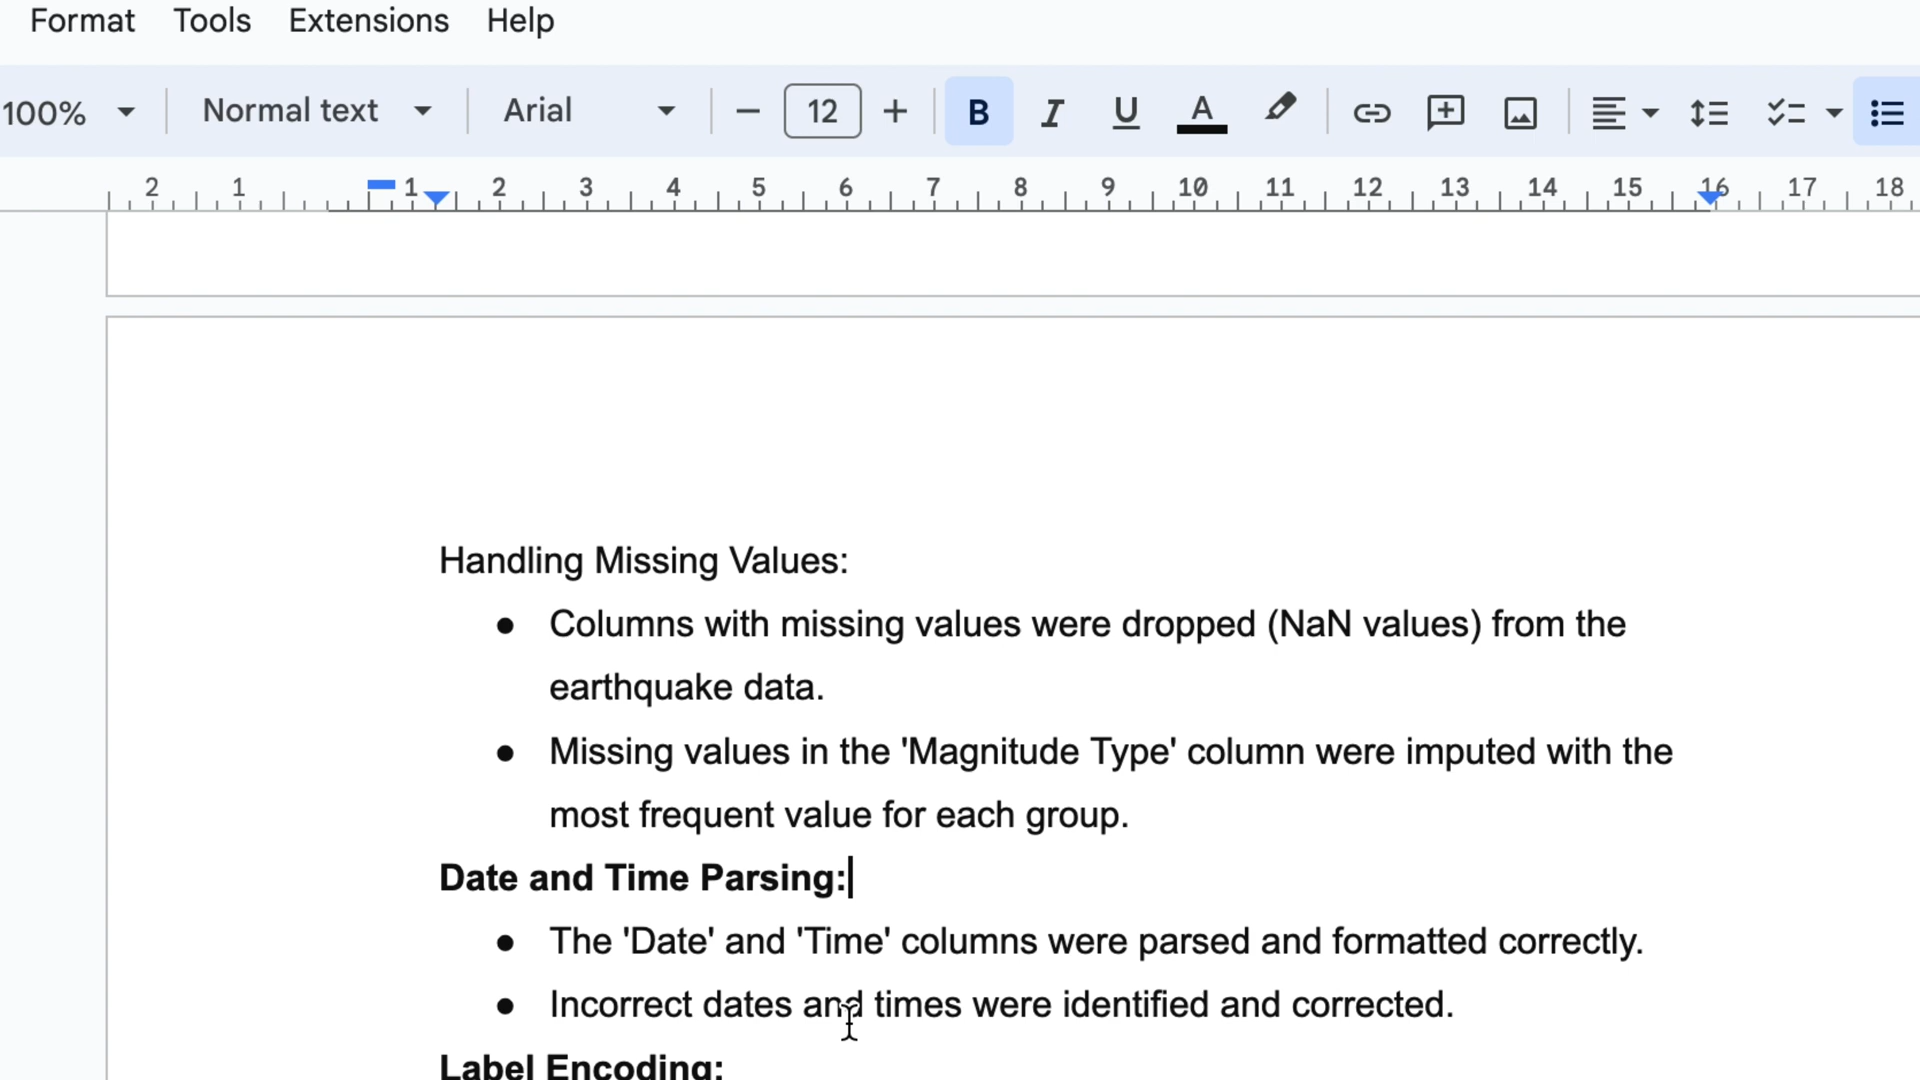 Format Tools Extensions Help
100% Normal text Arial 12 B I U A
2 1 1 2 3 4 5 6 7 8 9 10 11 12 13 14 15 16 17 18
Handling Missing Values:
● Columns with missing values were dropped (NaN values) from the
earthquake data.
● Missing values in the 'Magnitude Type' column were imputed with the
most frequent value for each group.
Date and Time Parsing:
● The 'Date' and 'Time' columns were parsed and formatted correctly.
● Incorrect dates and times were identified and corrected.
Label Encoding: